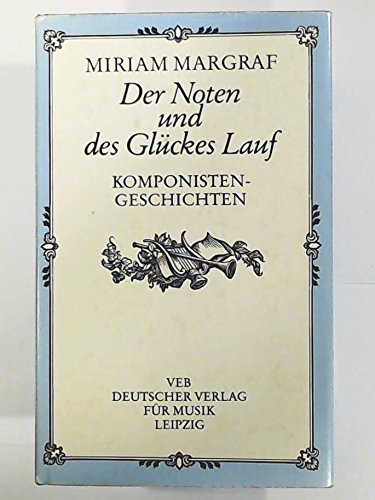 MIRIAM MARGRAF
Der Noten
und
des Glückes Lauf
KOMPONISTEN-
GESCHICHTEN
VEB
DEUTSCHER VERLAG
FÜR MUSIK
LEIPZIG